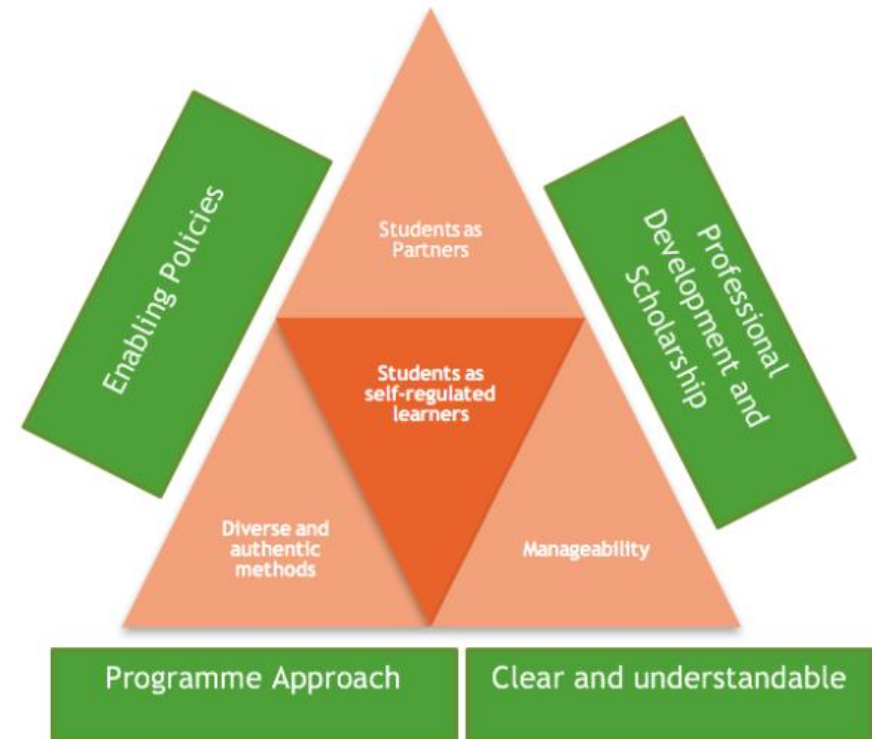 Students as
Partners
Enabling Policies
Professional
Development and
Scholarship
Students as
self-regulated
learners
Diverse and
authentic
methods
Manageability
Programme Approach
Clear and understandable